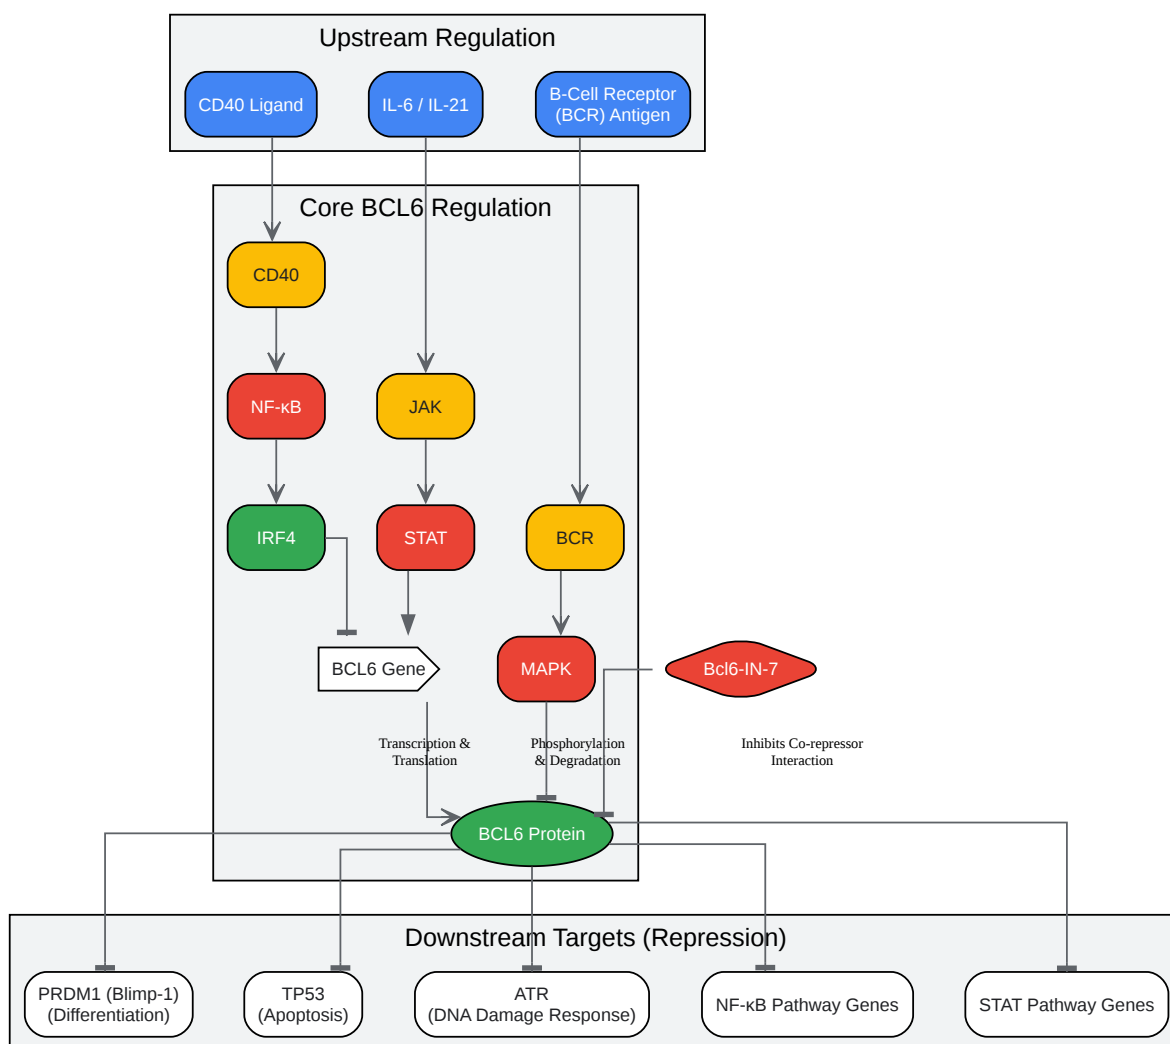 Upstream Regulation
CD40 Ligand
IL-6 / IL-21
B-Cell Receptor
(BCR) Antigen
Core BCL6 Regulation
CD40
NF-κB
JAK
IRF4
STAT
BCR
BCL6 Gene
MAPK
Bcl6-IN-7
Transcription &
Translation
Phosphorylation
& Degradation
Inhibits Co-repressor
Interaction
BCL6 Protein
Downstream Targets (Repression)
PRDM1 (Blimp-1)
(Differentiation)
TP53
(Apoptosis)
ATR
(DNA Damage Response)
NF-κB Pathway Genes
STAT Pathway Genes